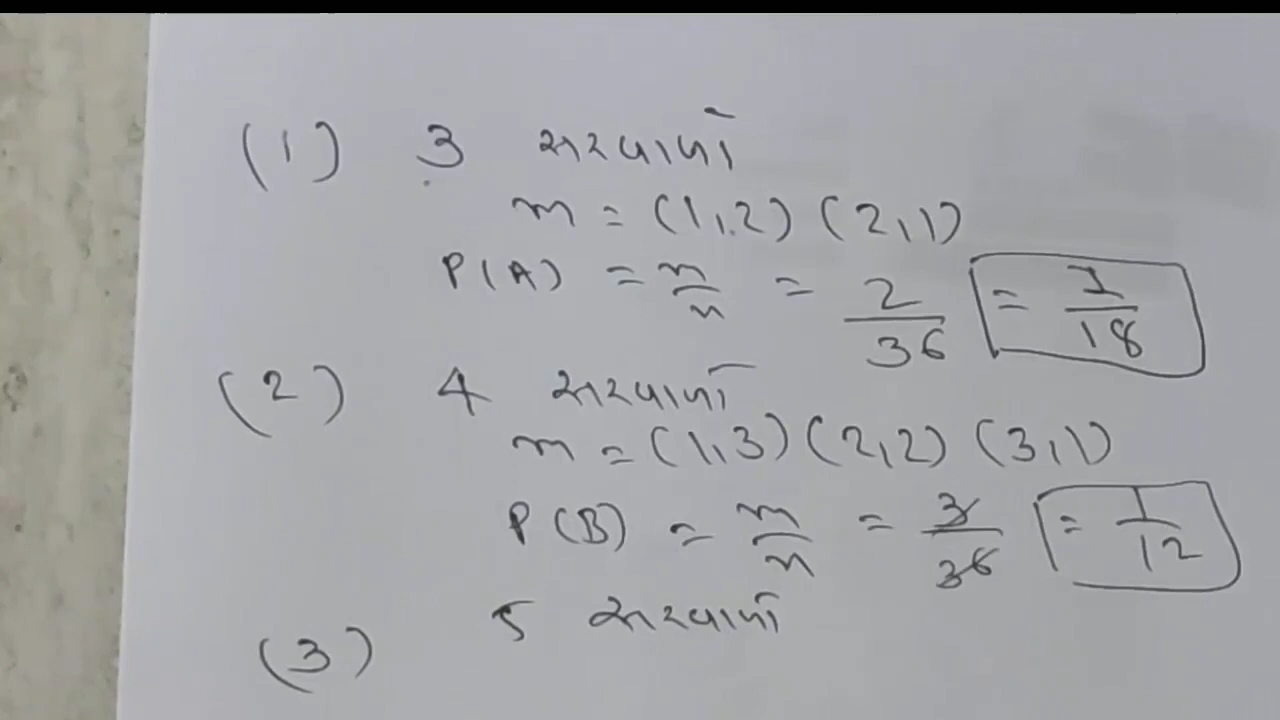 (1) 3 સરવાળો
m = (1,2) (2,1)
P(A) = m/n = 2/36 = 1/18
(2) 4 સરવાળો
m = (1,3) (2,2) (3,1)
P(B) = m/n = 3/36 = 1/12
(3) 5 સરવાળો